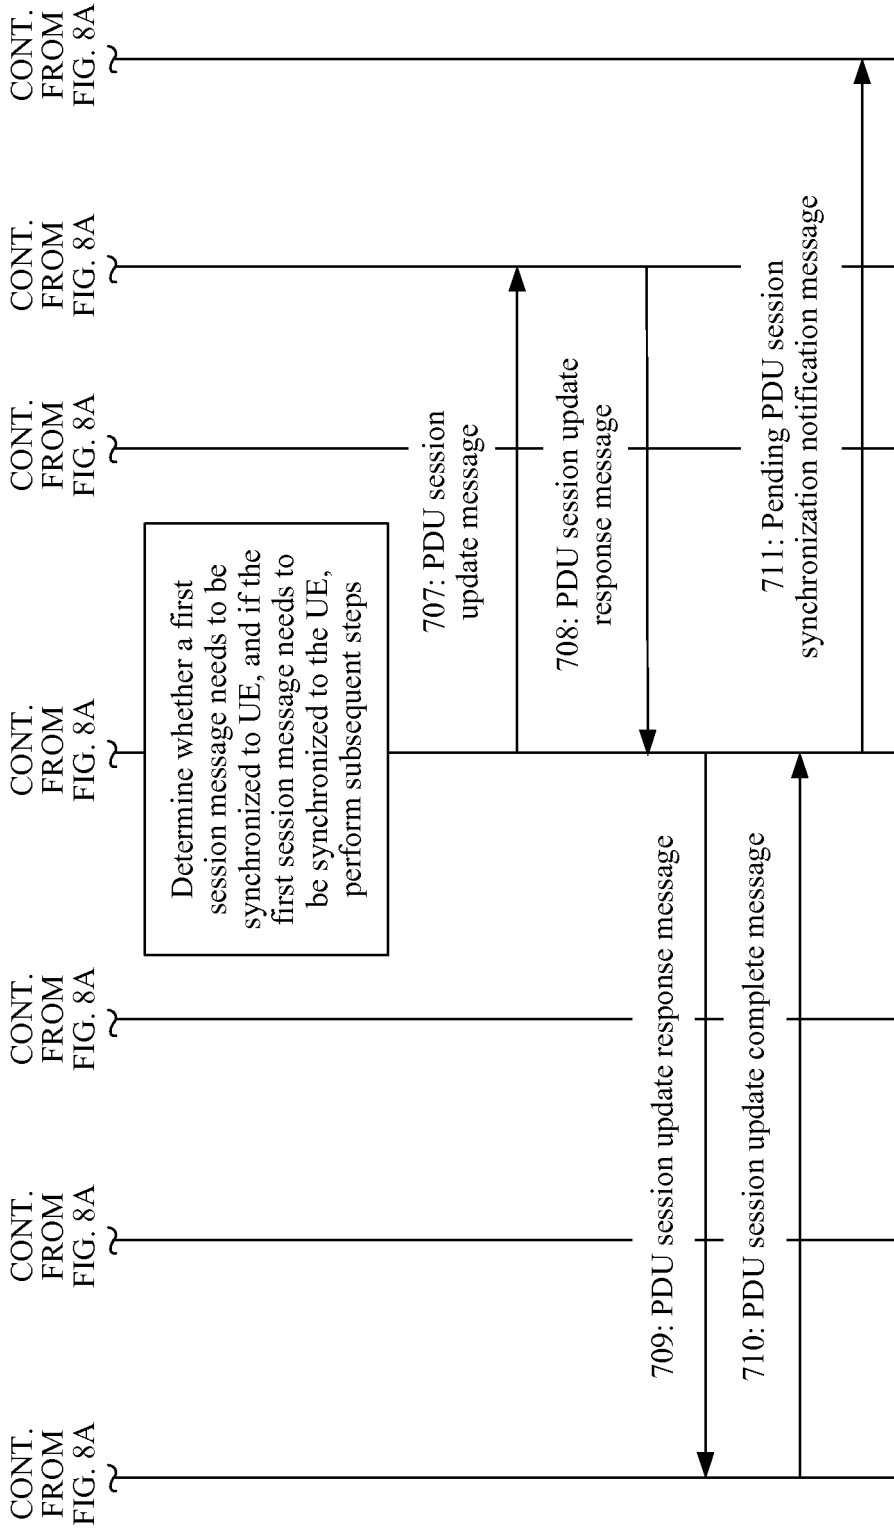 CONT.
FROM
FIG. 8A
CONT.
FROM
FIG. 8A
CONT.
FROM
FIG. 8A
CONT.
FROM
FIG. 8A
CONT.
FROM
FIG. 8A
CONT.
FROM
FIG. 8A
CONT.
FROM
FIG. 8A
Determine whether a first
session message needs to be
synchronized to UE, and if the
first session message needs to
be synchronized to the UE,
perform subsequent steps
707: PDU session
update message
708: PDU session update
response message
709: PDU session update response message
710: PDU session update complete message
711: Pending PDU session
synchronization notification message